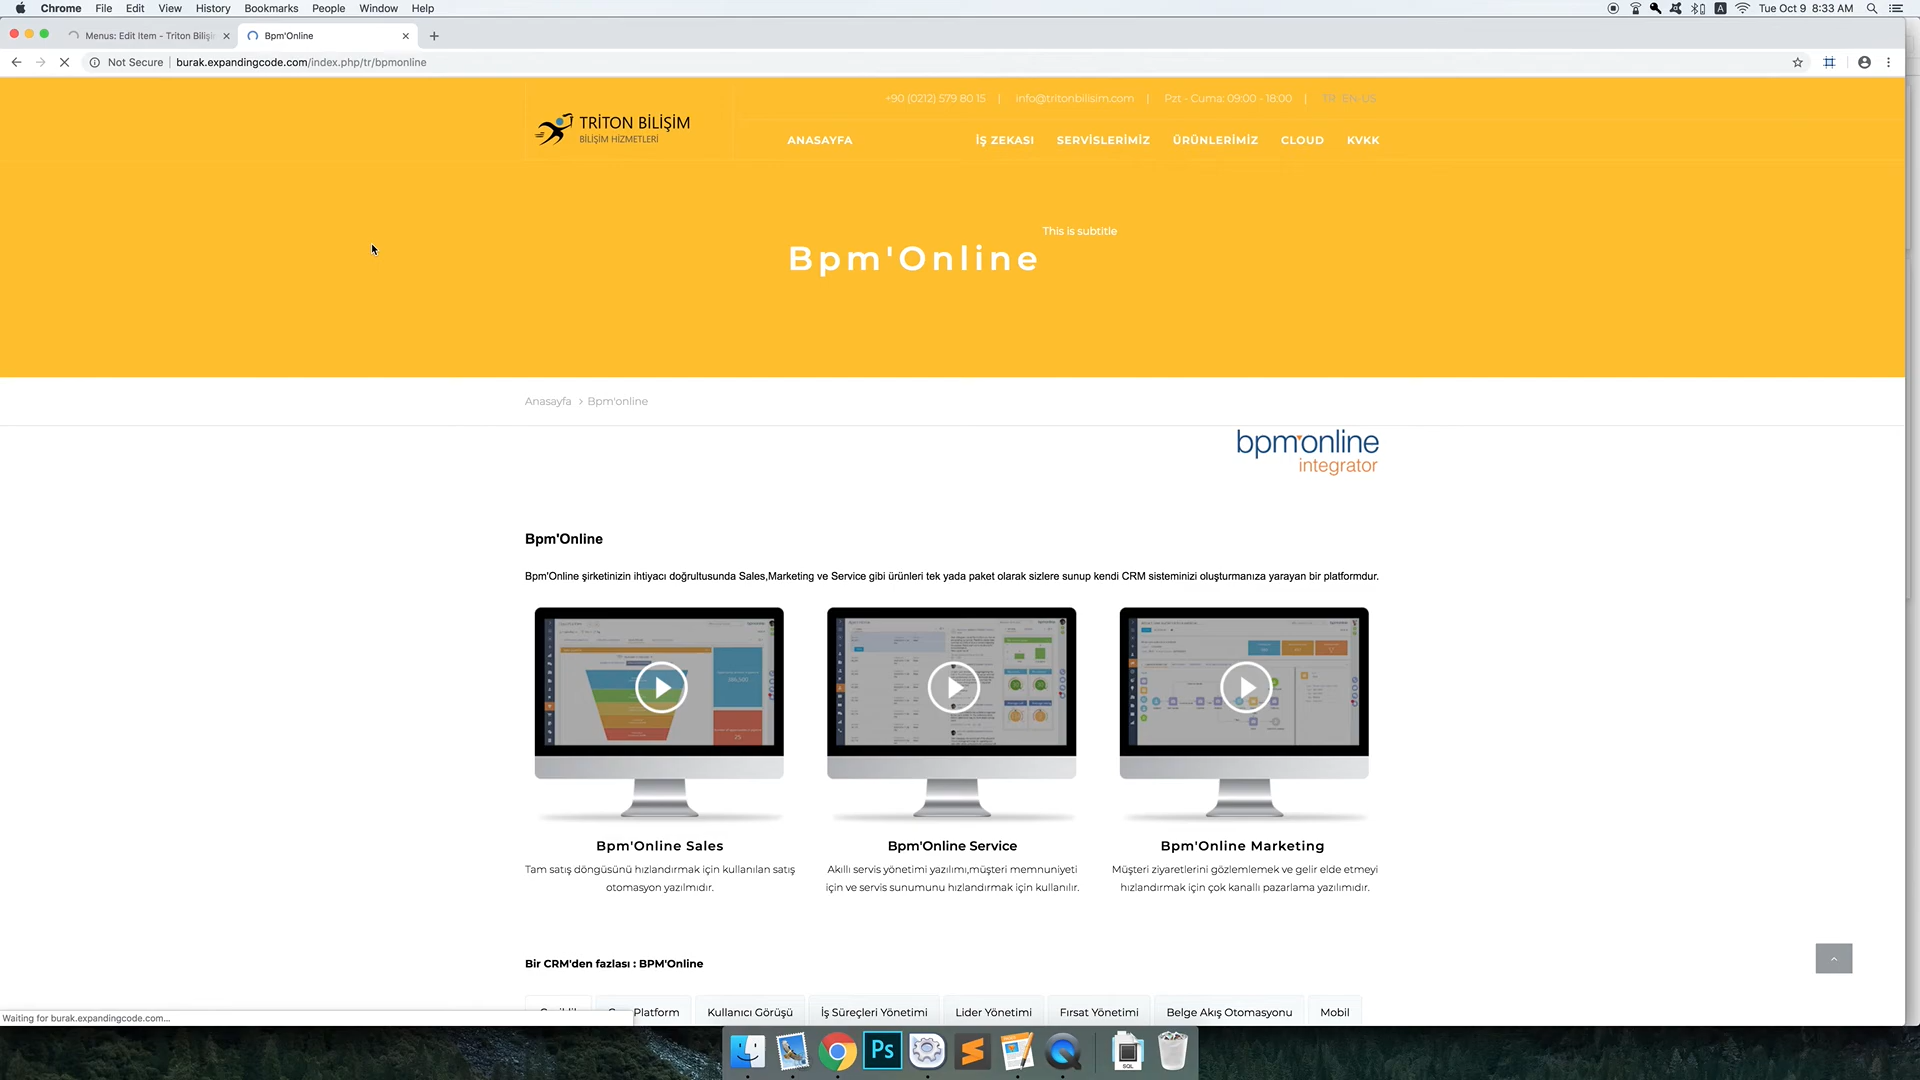 Chrome File Edit View History Bookmarks People Window Help
A Tue Oct 9 8:33 AM
Menus: Edit Item - Triton Biliş
Bpm'Online
Not Secure burak.expandingcode.com/index.php/tr/bpmonline
+90 (0212) 579 80 15 | info@tritonbilisim.com | Pzt - Cuma: 09:00 - 18:00 | TR EN-US
TRİTON BİLİŞİM
BİLİŞİM HİZMETLERİ
ANASAYFA İŞ ZEKASI SERVİSLERİMİZ ÜRÜNLERİMİZ CLOUD KVKK
This is subtitle
Bpm'Online
Anasayfa > Bpm'online
bpm'online
integrator
Bpm'Online
Bpm'Online şirketinizin ihtiyacı doğrultusunda Sales,Marketing ve Service gibi ürünleri tek yada paket olarak sizlere sunup kendi CRM sisteminizi oluşturmanıza yarayan bir platformdur.
Bpm'Online Sales
Tam satış döngüsünü hızlandırmak için kullanılan satış
otomasyon yazılmıdır.
Bpm'Online Service
Akıllı servis yönetimi yazılımı,müşteri memnuniyeti
için ve servis sunumunu hızlandırmak için kullanılır.
Bpm'Online Marketing
Müşteri ziyaretlerini gözlemlemek ve gelir elde etmeyi
hızlandırmak için çok kanallı pazarlama yazılımıdır.
Bir CRM'den fazlası : BPM'Online
Platform Kullanıcı Görüşü İş Süreçleri Yönetimi Lider Yönetimi Fırsat Yönetimi Belge Akış Otomasyonu Mobil
Waiting for burak.expandingcode.com...
Ps
SQL